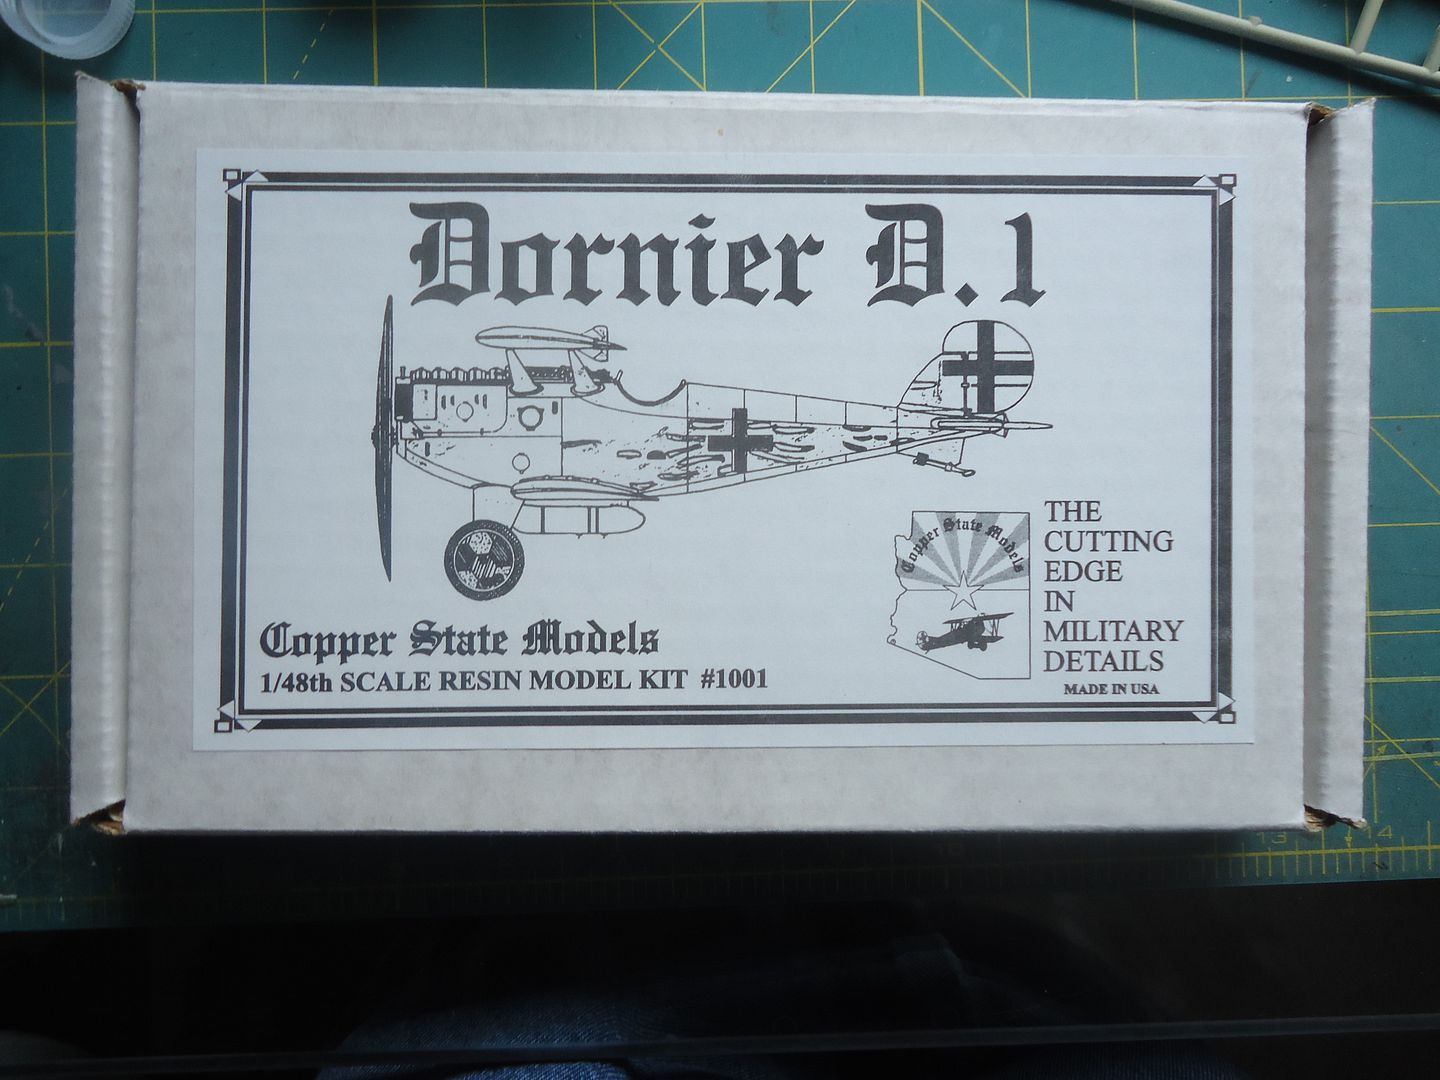 Dornier D.1
Copper State Models
THE
CUTTING
EDGE
IN
MILITARY
DETAILS
MADE IN USA
Copper State Models
1/48th SCALE RESIN MODEL KIT #1001
13 14